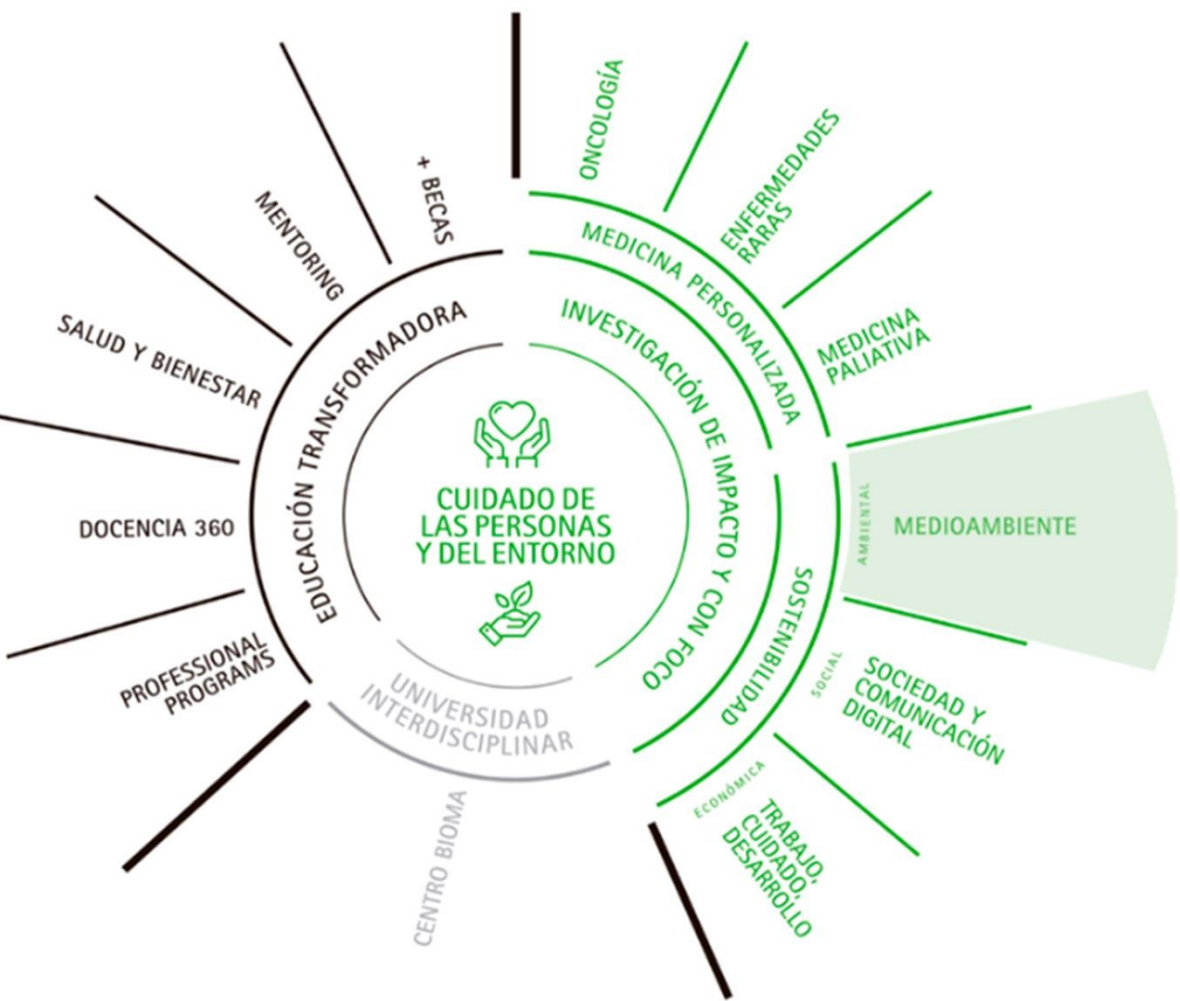 CUIDADO DE
LAS PERSONAS
Y DEL ENTORNO
EDUCACIÓN TRANSFORMADORA
+ BECAS
MENTORING
SALUD Y BIENESTAR
DOCENCIA 360
PROFESSIONAL
PROGRAMS
INVESTIGACIÓN DE IMPACTO Y CON FOCO
MEDICINA PERSONALIZADA
ONCOLOGÍA
ENFERMEDADES
RARAS
MEDICINA
PALIATIVA
SOSTENIBILIDAD
AMBIENTAL
MEDIOAMBIENTE
SOCIAL
SOCIEDAD Y
COMUNICACIÓN
DIGITAL
ECONÓMICA
TRABAJO,
CUIDADO,
DESARROLLO
UNIVERSIDAD
INTERDISCIPLINAR
CENTRO BIOMA